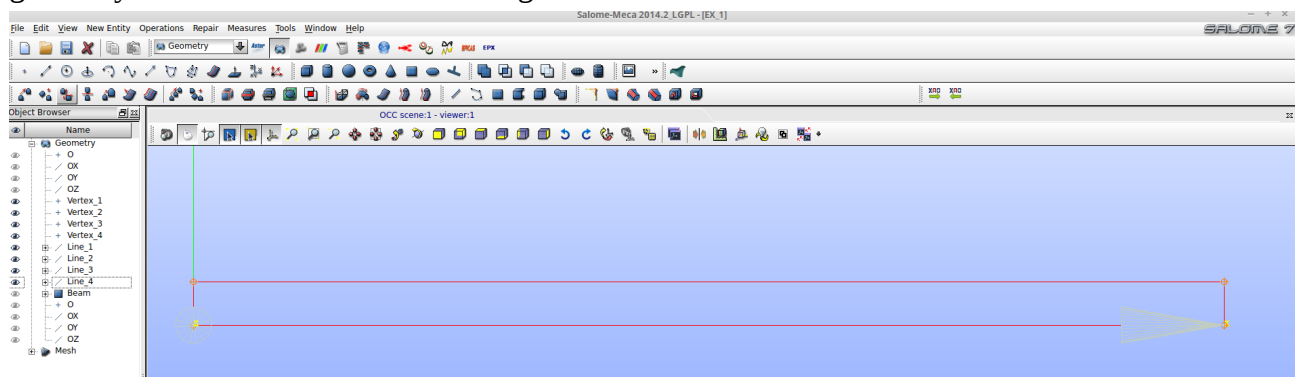 Salome-Meca 2014.2_LGPL - [EX_1]
File Edit View New Entity Operations Repair Measures Tools Window Help
SALOME 7
Geometry
EPX
Object Browser
OCC scene:1 - viewer:1
Name
Geometry
O
OX
OY
OZ
Vertex_1
Vertex_2
Vertex_3
Vertex_4
Line_1
Line_2
Line_3
Line_4
Beam
O
OX
OY
OZ
Mesh